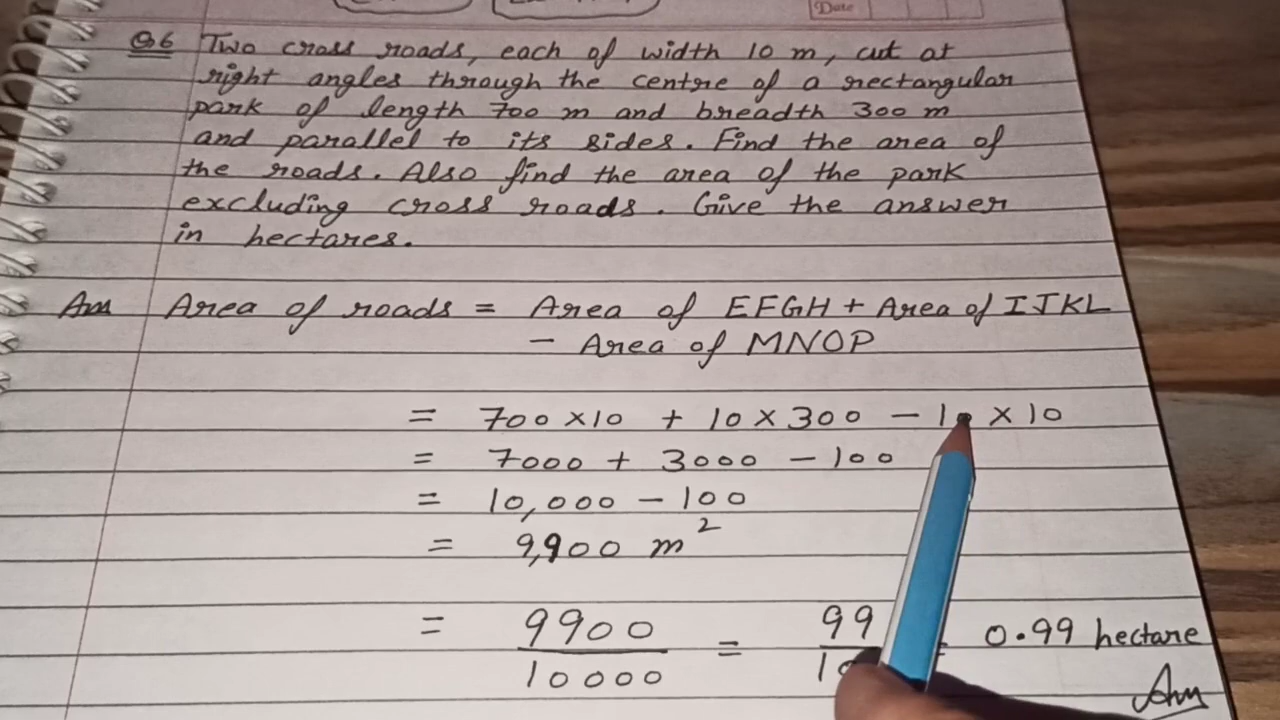 Date
Q6 Two cross roads, each of width 10 m, cut at
right angles through the centre of a rectangular
park of length 700 m and breadth 300 m
and parallel to its sides. Find the area of
the roads. Also find the area of the park
excluding cross roads. Give the answer
in hectares.
Ans Area of roads = Area of EFGH + Area of IJKL
- Area of MNOP
= 700 × 10 + 10 × 300 - 10 × 10
= 7000 + 3000 - 100
= 10,000 - 100
= 9,900 m²
= 9900/10000 = 99/ = 0.99 hectare
Ans